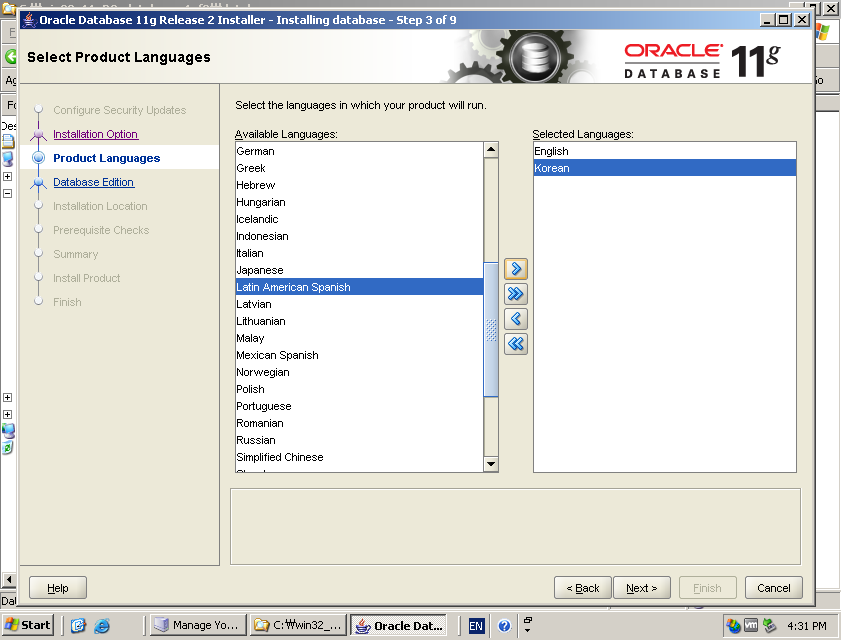 Oracle Database 11g Release 2 Installer - Installing database - Step 3 of 9
Select Product Languages
ORACLE
DATABASE 11g
Configure Security Updates
Installation Option
Product Languages
Database Edition
Installation Location
Prerequisite Checks
Summary
Install Product
Finish
Select the languages in which your product will run.
Available Languages:
German
Greek
Hebrew
Hungarian
Icelandic
Indonesian
Italian
Japanese
Latin American Spanish
Latvian
Lithuanian
Malay
Mexican Spanish
Norwegian
Polish
Portuguese
Romanian
Russian
Simplified Chinese
Selected Languages:
English
Korean
Help
< Back
Next >
Finish
Cancel
Start
Manage Yo...
C:₩win32_...
Oracle Dat...
EN
4:31 PM